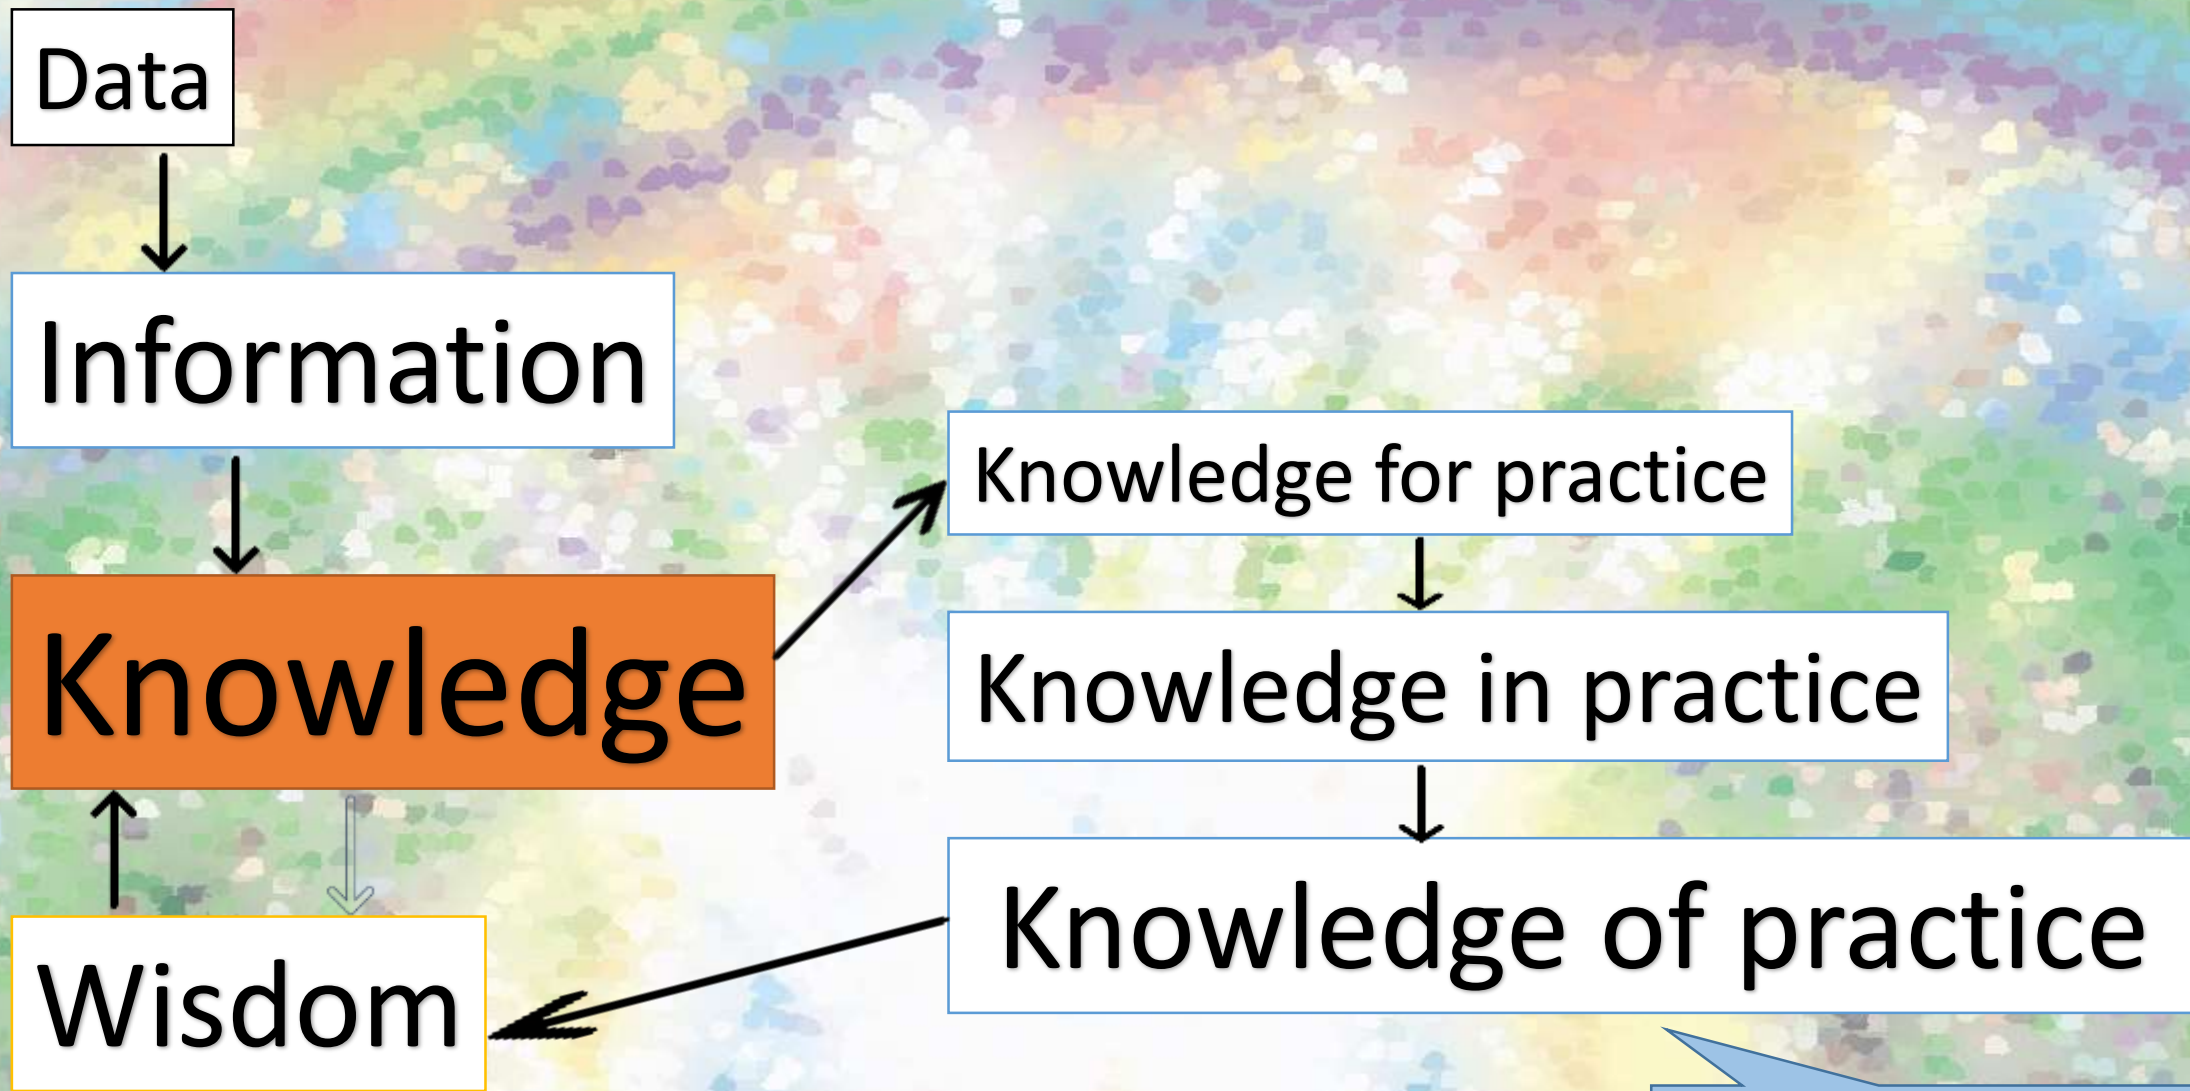 Data
Information
Knowledge
Wisdom
Knowledge for practice
Knowledge in practice
Knowledge of practice